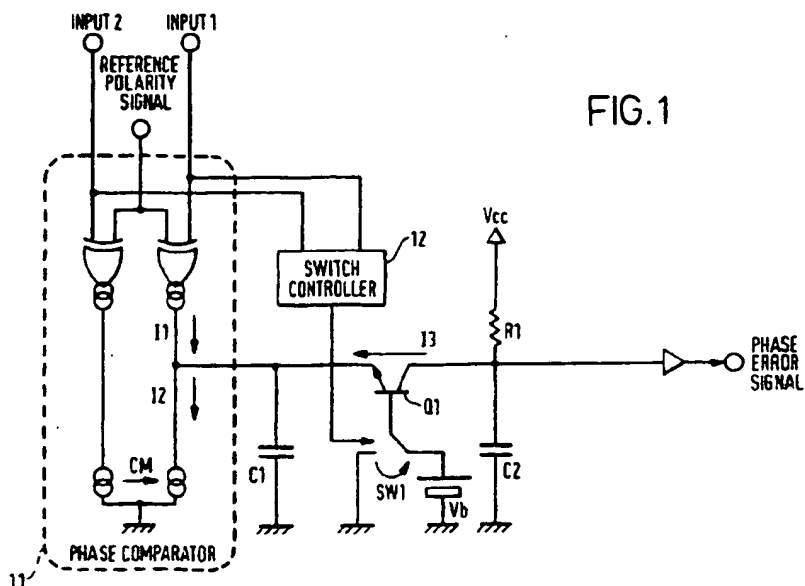 INPUT 2
INPUT 1
REFERENCE
POLARITY
SIGNAL
FIG.1
12
SWITCH
CONTROLLER
Vcc
R1
I1
I3
PHASE
ERROR
SIGNAL
I2
Q1
CM
C1
SW1
Vb
C2
PHASE COMPARATOR
11